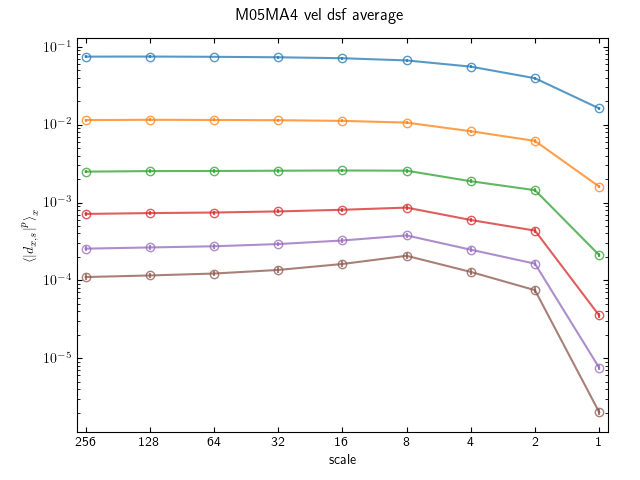 M05MA4 vel dsf average
10⁻¹
10⁻²
10⁻³
10⁻⁴
10⁻⁵
⟨|d_{x,s}|^p⟩_x
256 128 64 32 16 8 4 2 1
scale